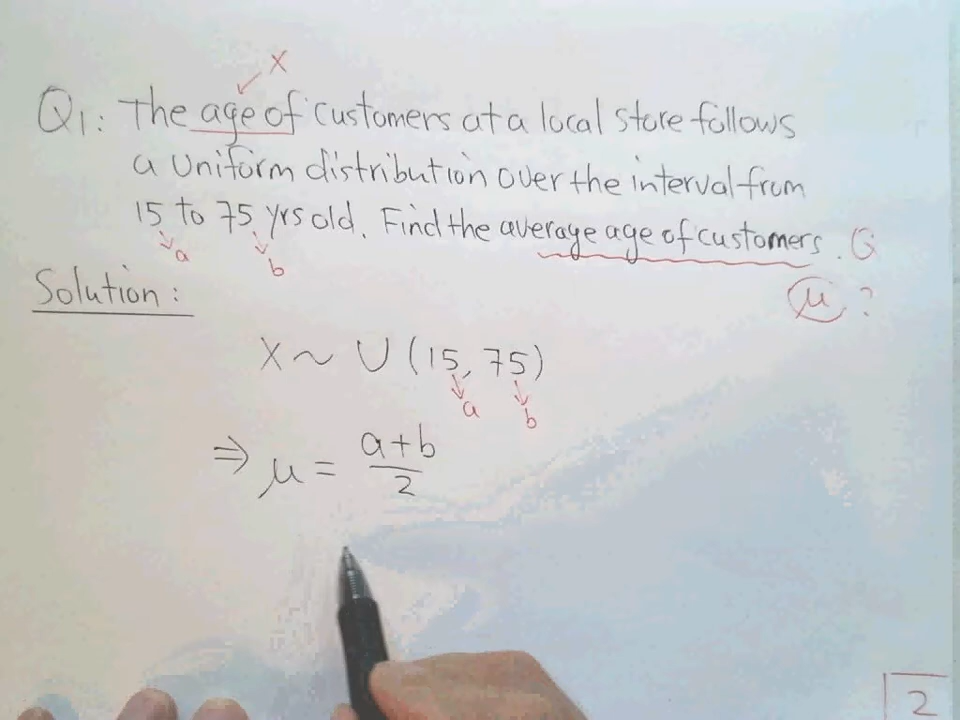 X
Q1: The age of customers at a local store follows
a uniform distribution over the interval from
15 to 75 yrs old. Find the average age of customers. G
a
b
μ ?
Solution:
X ~ U (15, 75)
a
b
⇒ μ = a+b
2
2